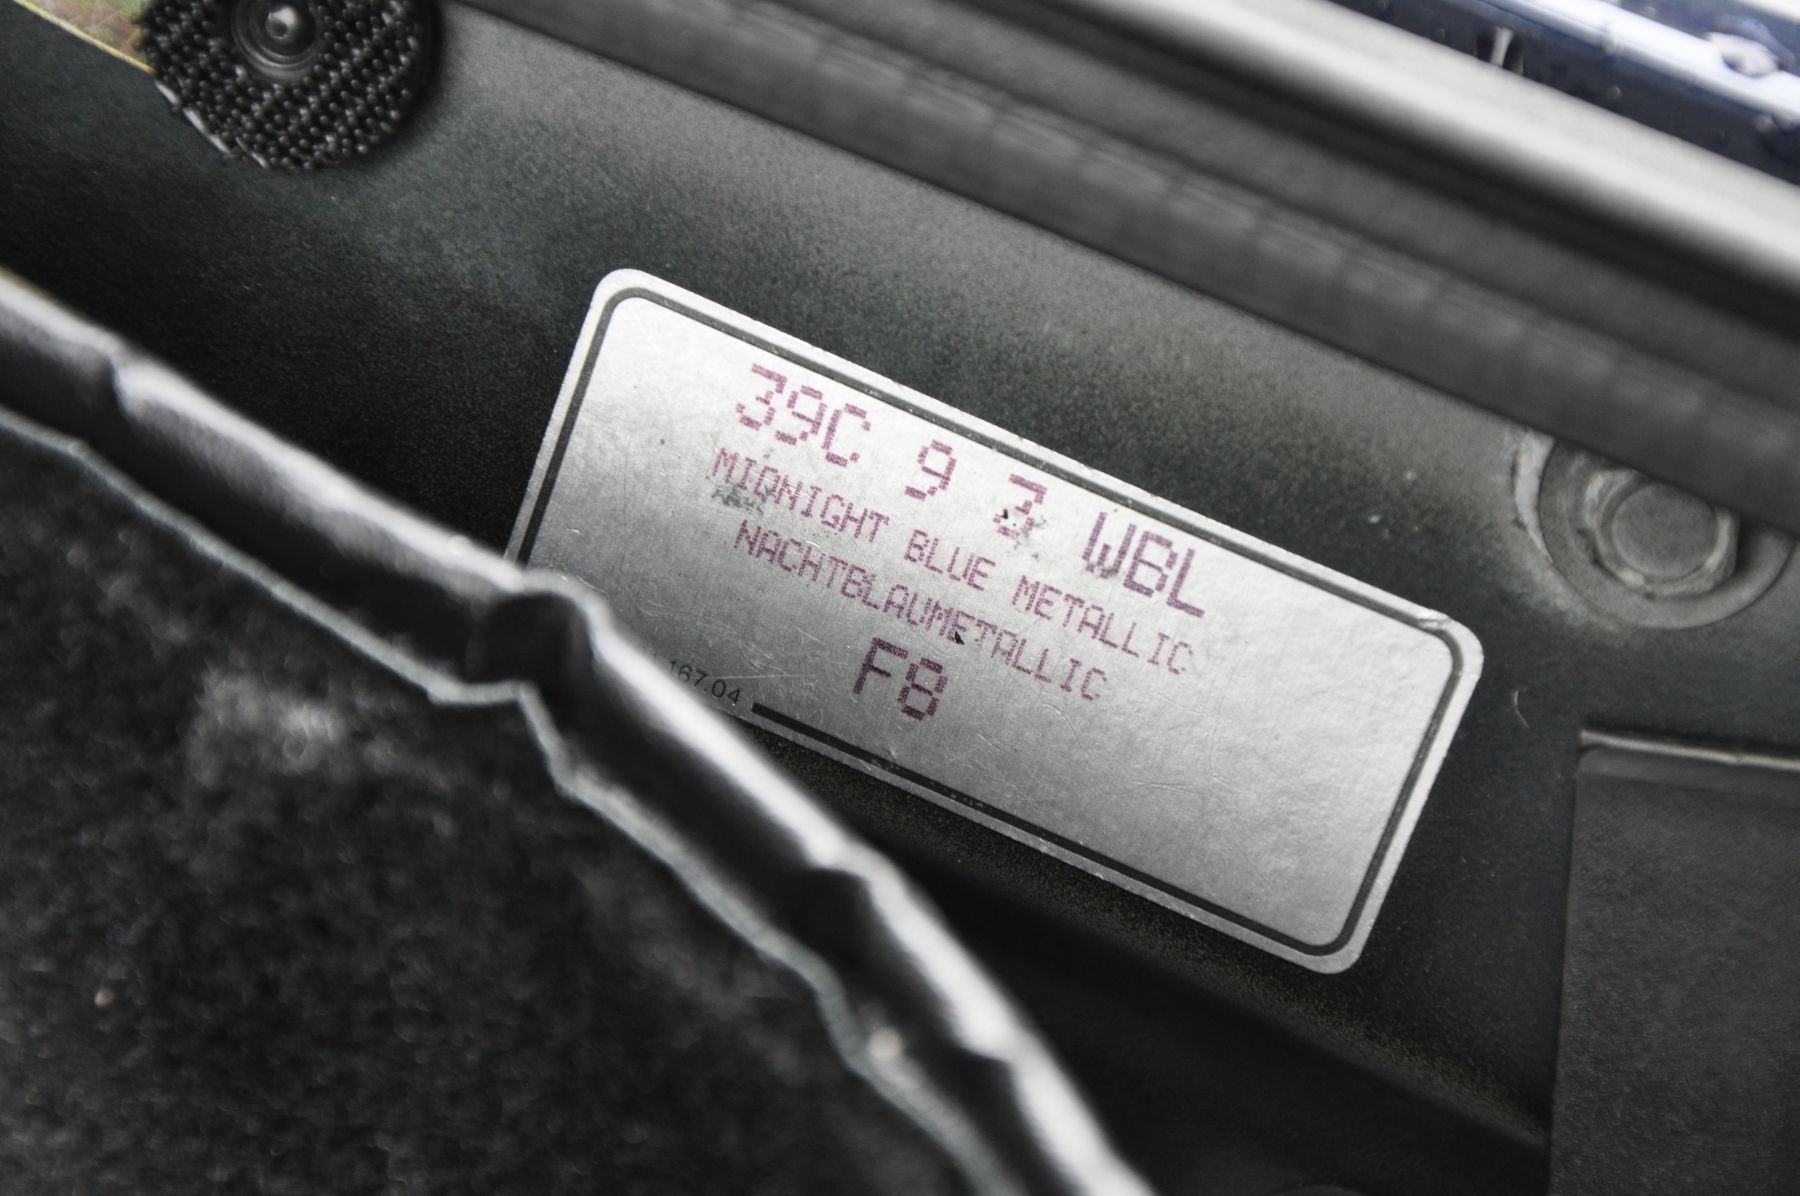 39C 9 3 WBL
MIDNIGHT BLUE METALLIC
NACHTBLAUMETALLIC
F8
167.04